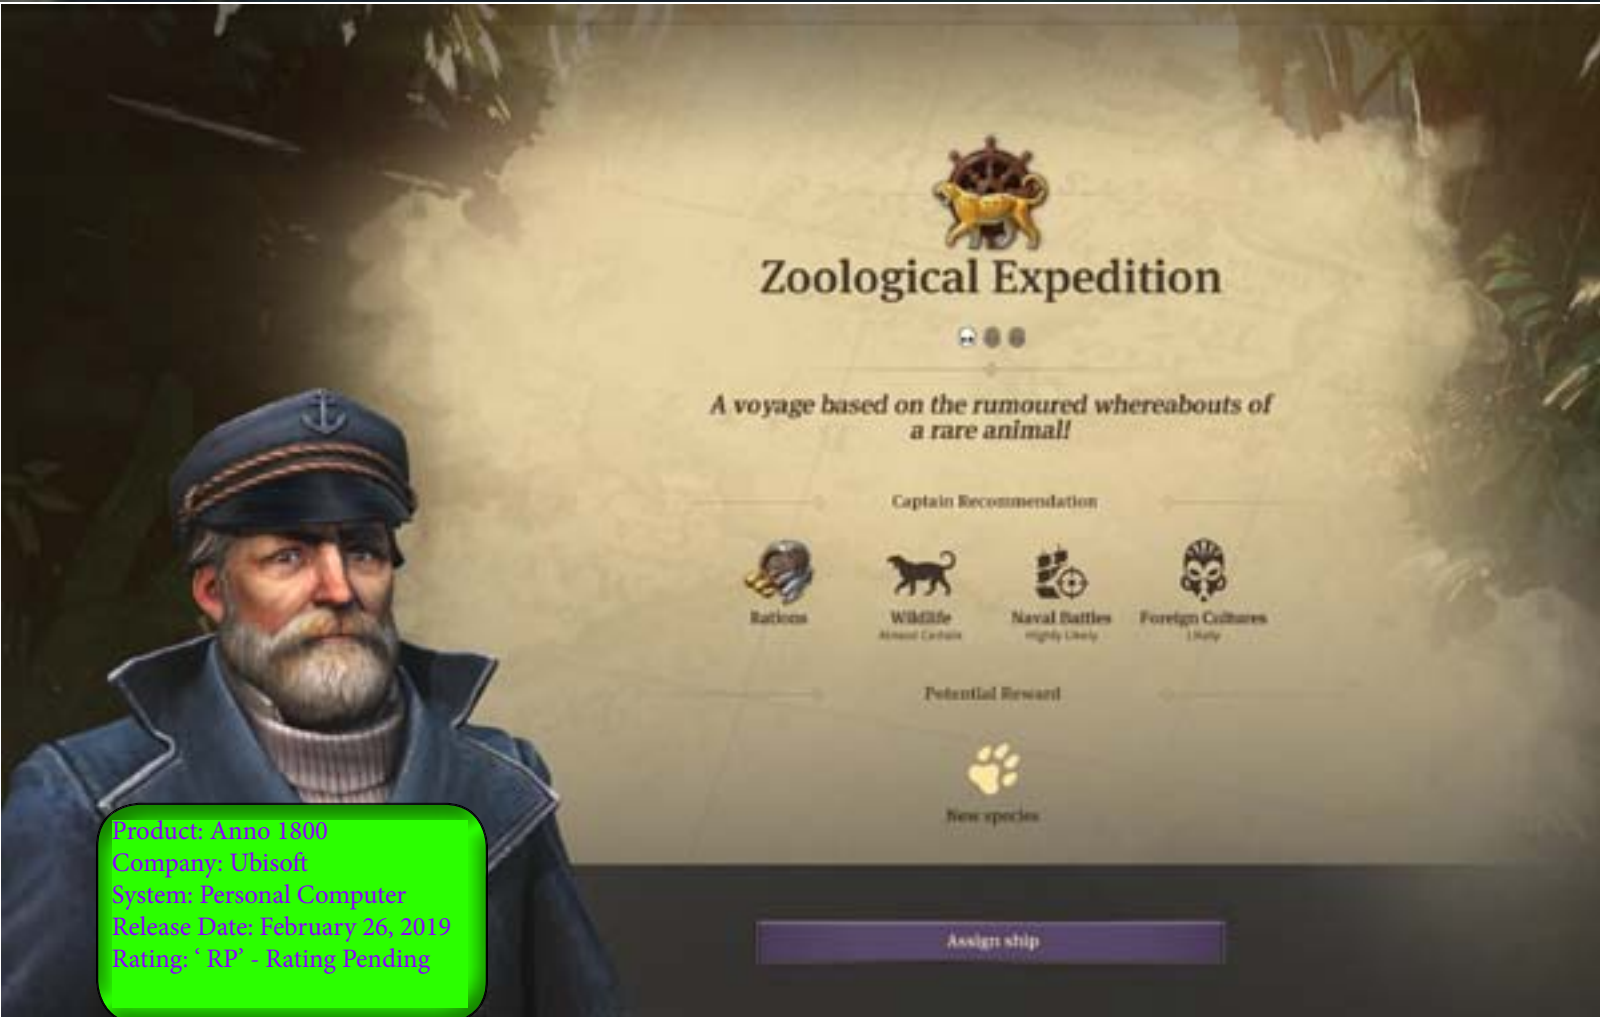 Zoological Expedition
A voyage based on the rumoured whereabouts of
a rare animal!
Captain Recommendation
Rations
Wildlife
Almost Certain
Naval Battles
Highly Likely
Foreign Cultures
Likely
Potential Reward
New species
Assign ship
Product: Anno 1800
Company: Ubisoft
System: Personal Computer
Release Date: February 26, 2019
Rating: ‘ RP’ - Rating Pending